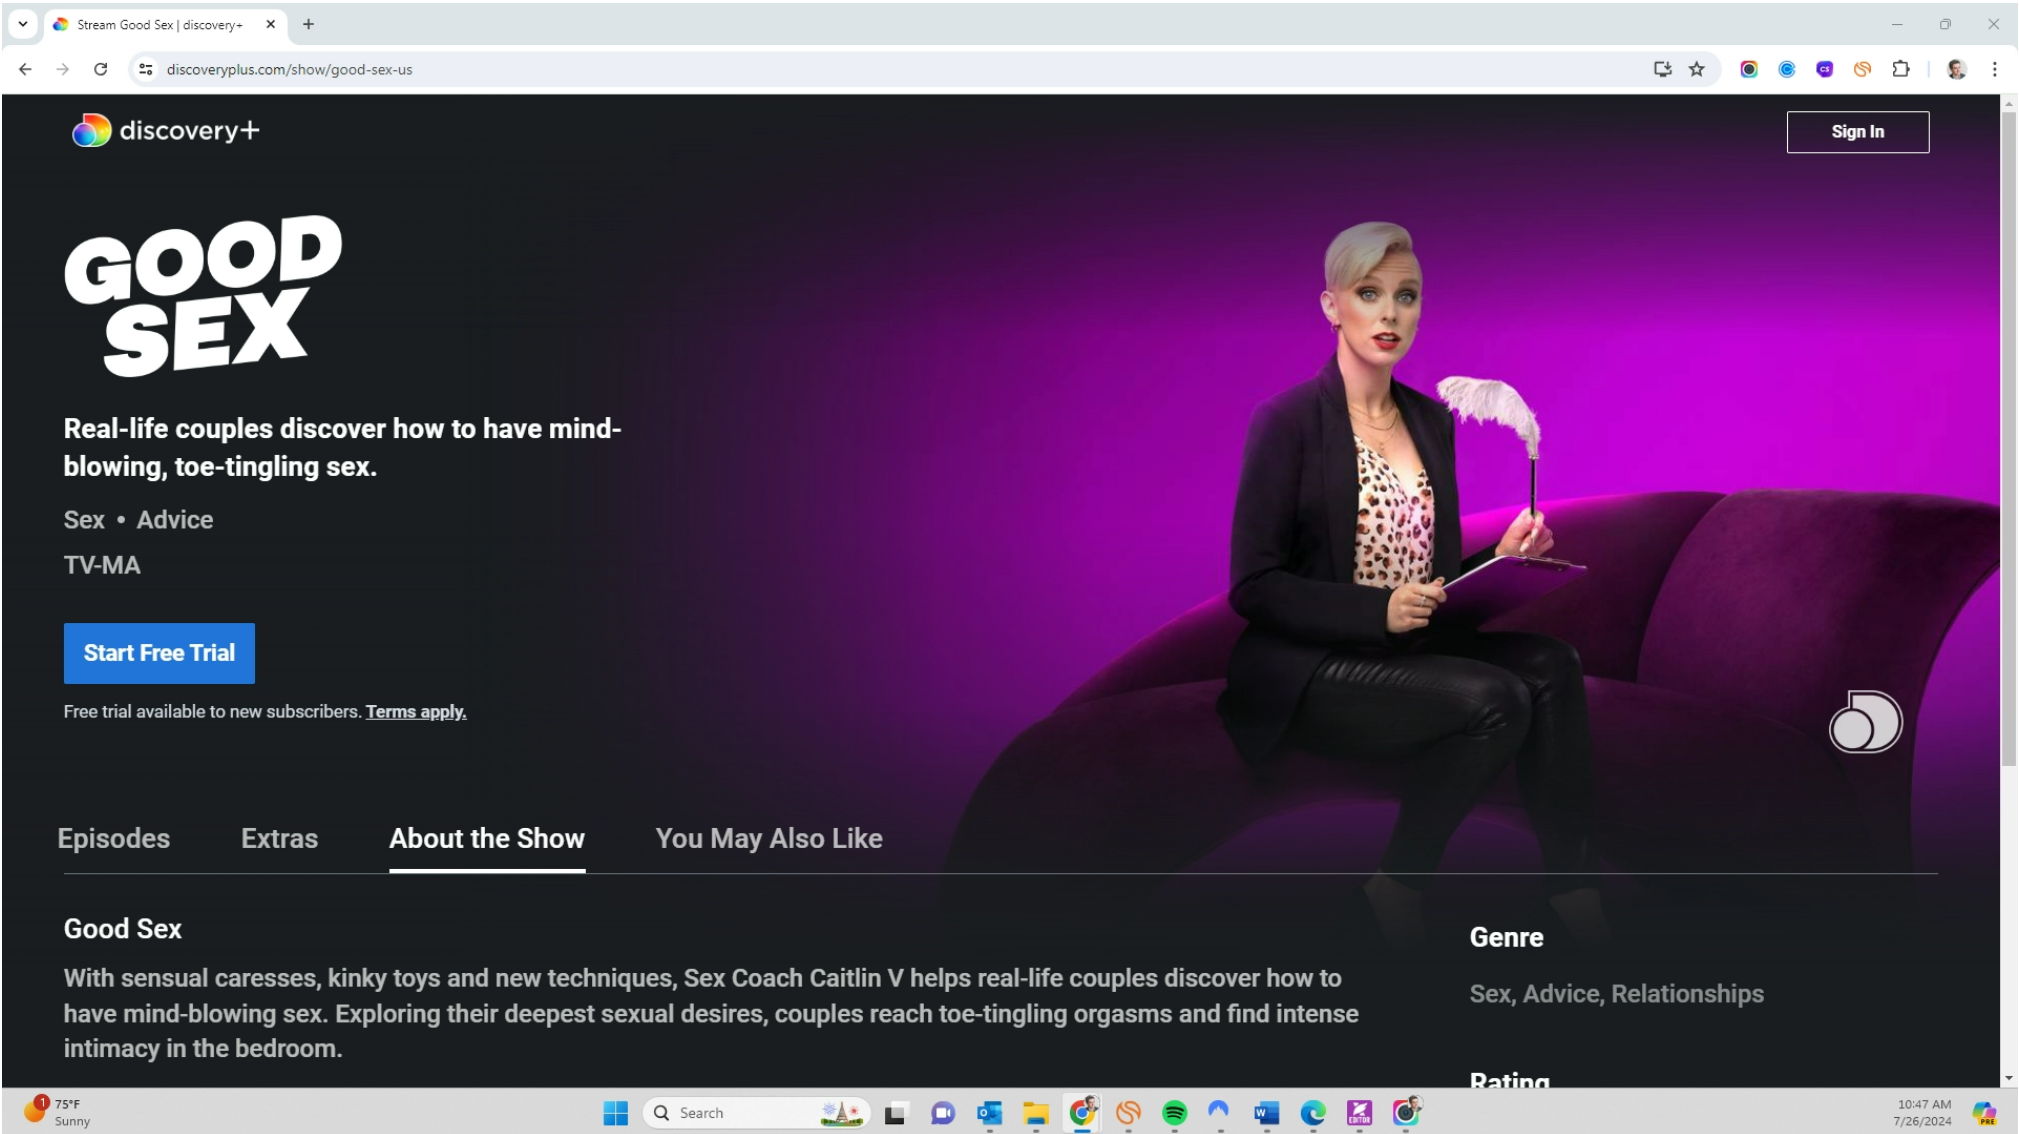 Stream Good Sex | discovery+
discoveryplus.com/show/good-sex-us
discovery+
Sign In
GOOD
SEX
Real-life couples discover how to have mind-
blowing, toe-tingling sex.
Sex • Advice
TV-MA
Start Free Trial
Free trial available to new subscribers. Terms apply.
Episodes Extras About the Show You May Also Like
Good Sex
With sensual caresses, kinky toys and new techniques, Sex Coach Caitlin V helps real-life couples discover how to
have mind-blowing sex. Exploring their deepest sexual desires, couples reach toe-tingling orgasms and find intense
intimacy in the bedroom.
Genre
Sex, Advice, Relationships
Rating
1
75°F
Sunny
Search
EDITOR
10:47 AM
7/26/2024
PRE